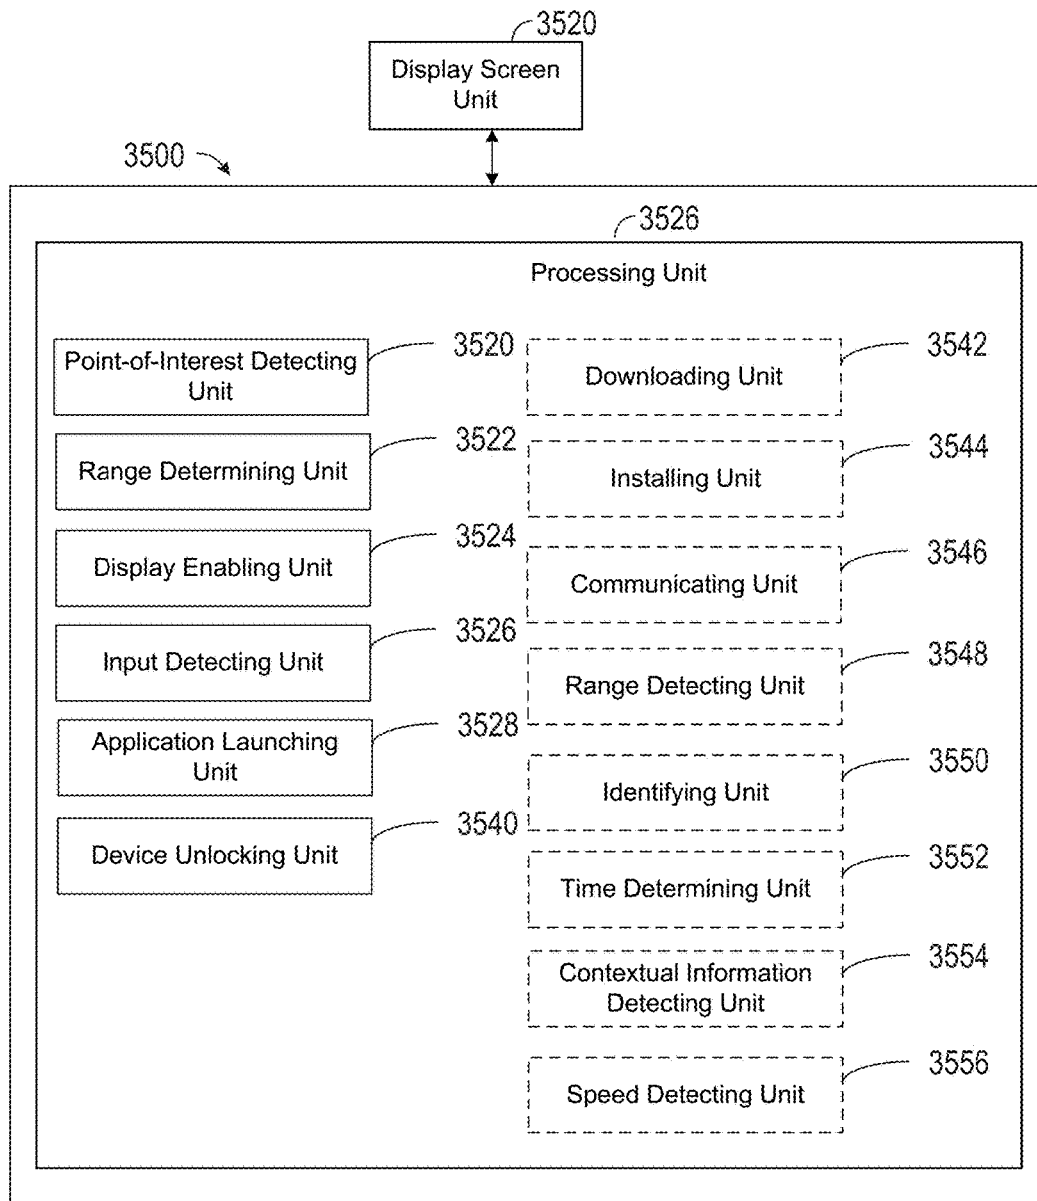 3520
Display Screen
Unit
3500
3526
Processing Unit
Point-of-Interest Detecting
Unit
3520
Range Determining Unit
3522
Display Enabling Unit
3524
Input Detecting Unit
3526
Application Launching
Unit
3528
Device Unlocking Unit
3540
Downloading Unit
3542
Installing Unit
3544
Communicating Unit
3546
Range Detecting Unit
3548
Identifying Unit
3550
Time Determining Unit
3552
Contextual Information
Detecting Unit
3554
Speed Detecting Unit
3556